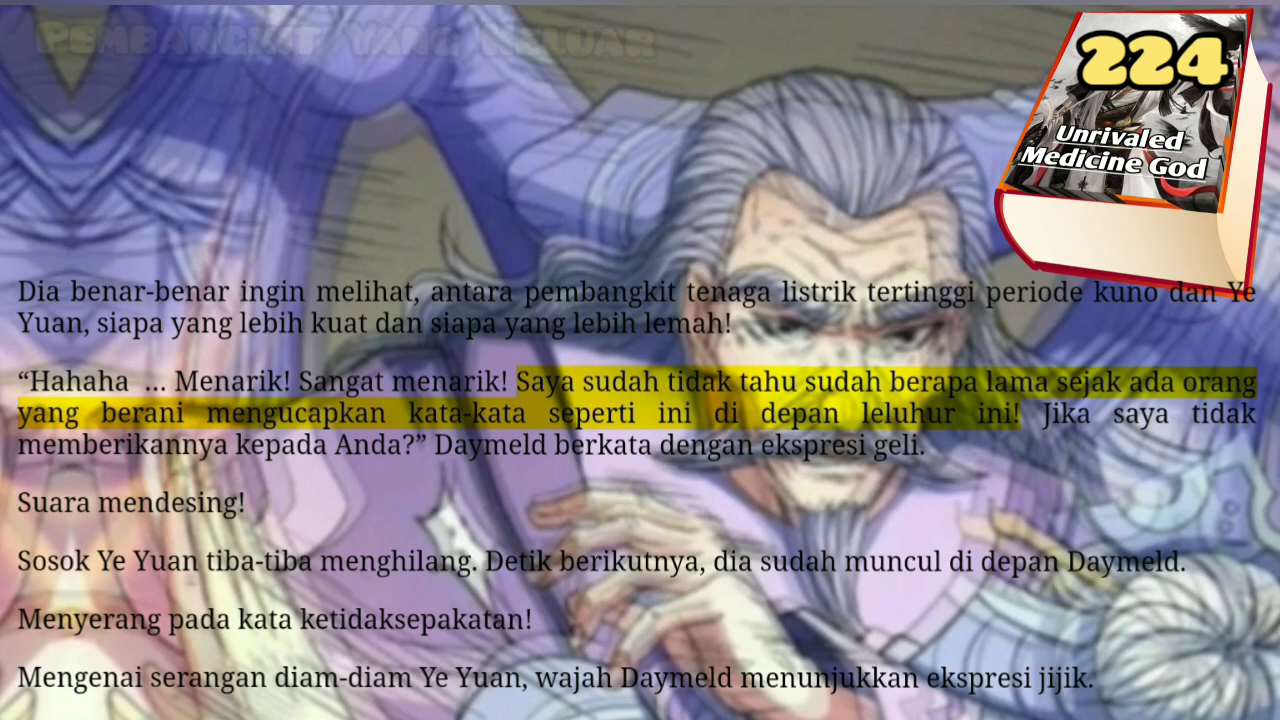 PEMBANGKIT YANG KELUAR
224
Unrivaled
Medicine God
Dia benar-benar ingin melihat, antara pembangkit tenaga listrik tertinggi periode kuno dan Ye
Yuan, siapa yang lebih kuat dan siapa yang lebih lemah!
“Hahaha ... Menarik! Sangat menarik! Saya sudah tidak tahu sudah berapa lama sejak ada orang
yang berani mengucapkan kata-kata seperti ini di depan leluhur ini! Jika saya tidak
memberikannya kepada Anda?” Daymeld berkata dengan ekspresi geli.
Suara mendesing!
Sosok Ye Yuan tiba-tiba menghilang. Detik berikutnya, dia sudah muncul di depan Daymeld.
Menyerang pada kata ketidaksepakatan!
Mengenai serangan diam-diam Ye Yuan, wajah Daymeld menunjukkan ekspresi jijik.